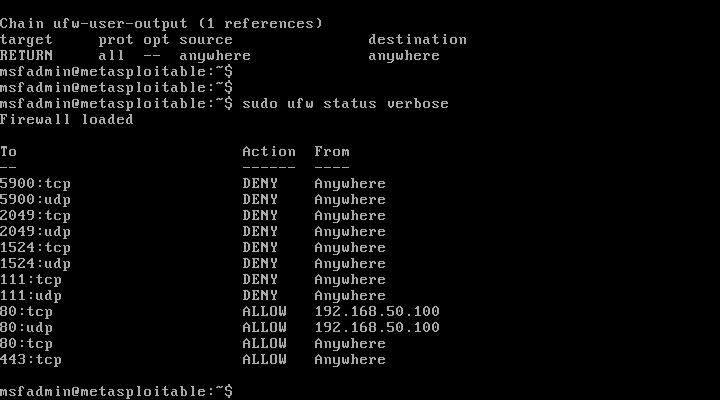 Chain ufw-user-output (1 references)
target     prot opt source               destination
RETURN     all  --  anywhere             anywhere
msfadmin@metasploitable:~$
msfadmin@metasploitable:~$
msfadmin@metasploitable:~$ sudo ufw status verbose
Firewall loaded

To                         Action  From
--                         ------  ----
5900:tcp                   DENY    Anywhere
5900:udp                   DENY    Anywhere
2049:tcp                   DENY    Anywhere
2049:udp                   DENY    Anywhere
1524:tcp                   DENY    Anywhere
1524:udp                   DENY    Anywhere
111:tcp                    DENY    Anywhere
111:udp                    DENY    Anywhere
80:tcp                     ALLOW   192.168.50.100
80:udp                     ALLOW   192.168.50.100
80:tcp                     ALLOW   Anywhere
443:tcp                    ALLOW   Anywhere

msfadmin@metasploitable:~$